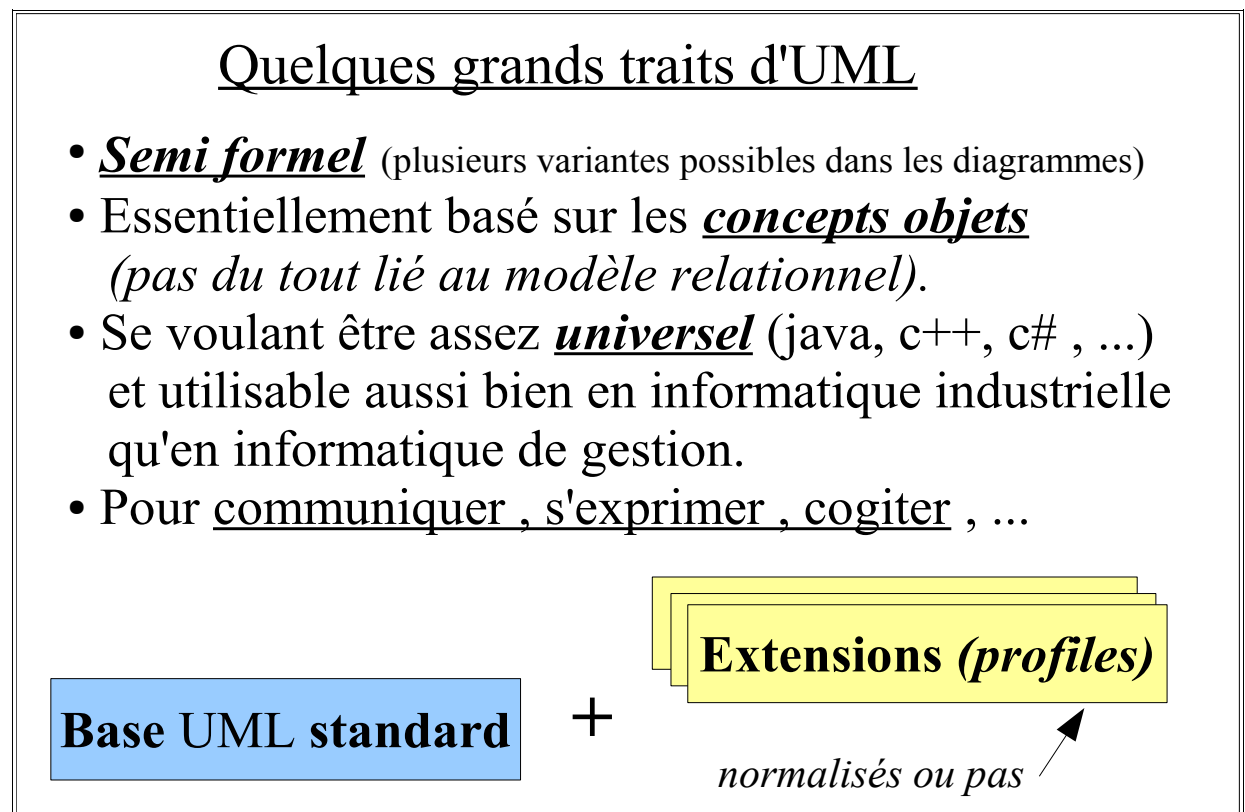 Quelques grands traits d'UML
• Semi formel (plusieurs variantes possibles dans les diagrammes)
• Essentiellement basé sur les concepts objets
(pas du tout lié au modèle relationnel).
• Se voulant être assez universel (java, c++, c# , ...)
et utilisable aussi bien en informatique industrielle
qu'en informatique de gestion.
• Pour communiquer , s'exprimer , cogiter , ...
Extensions (profiles)
Base UML standard
+
normalisés ou pas